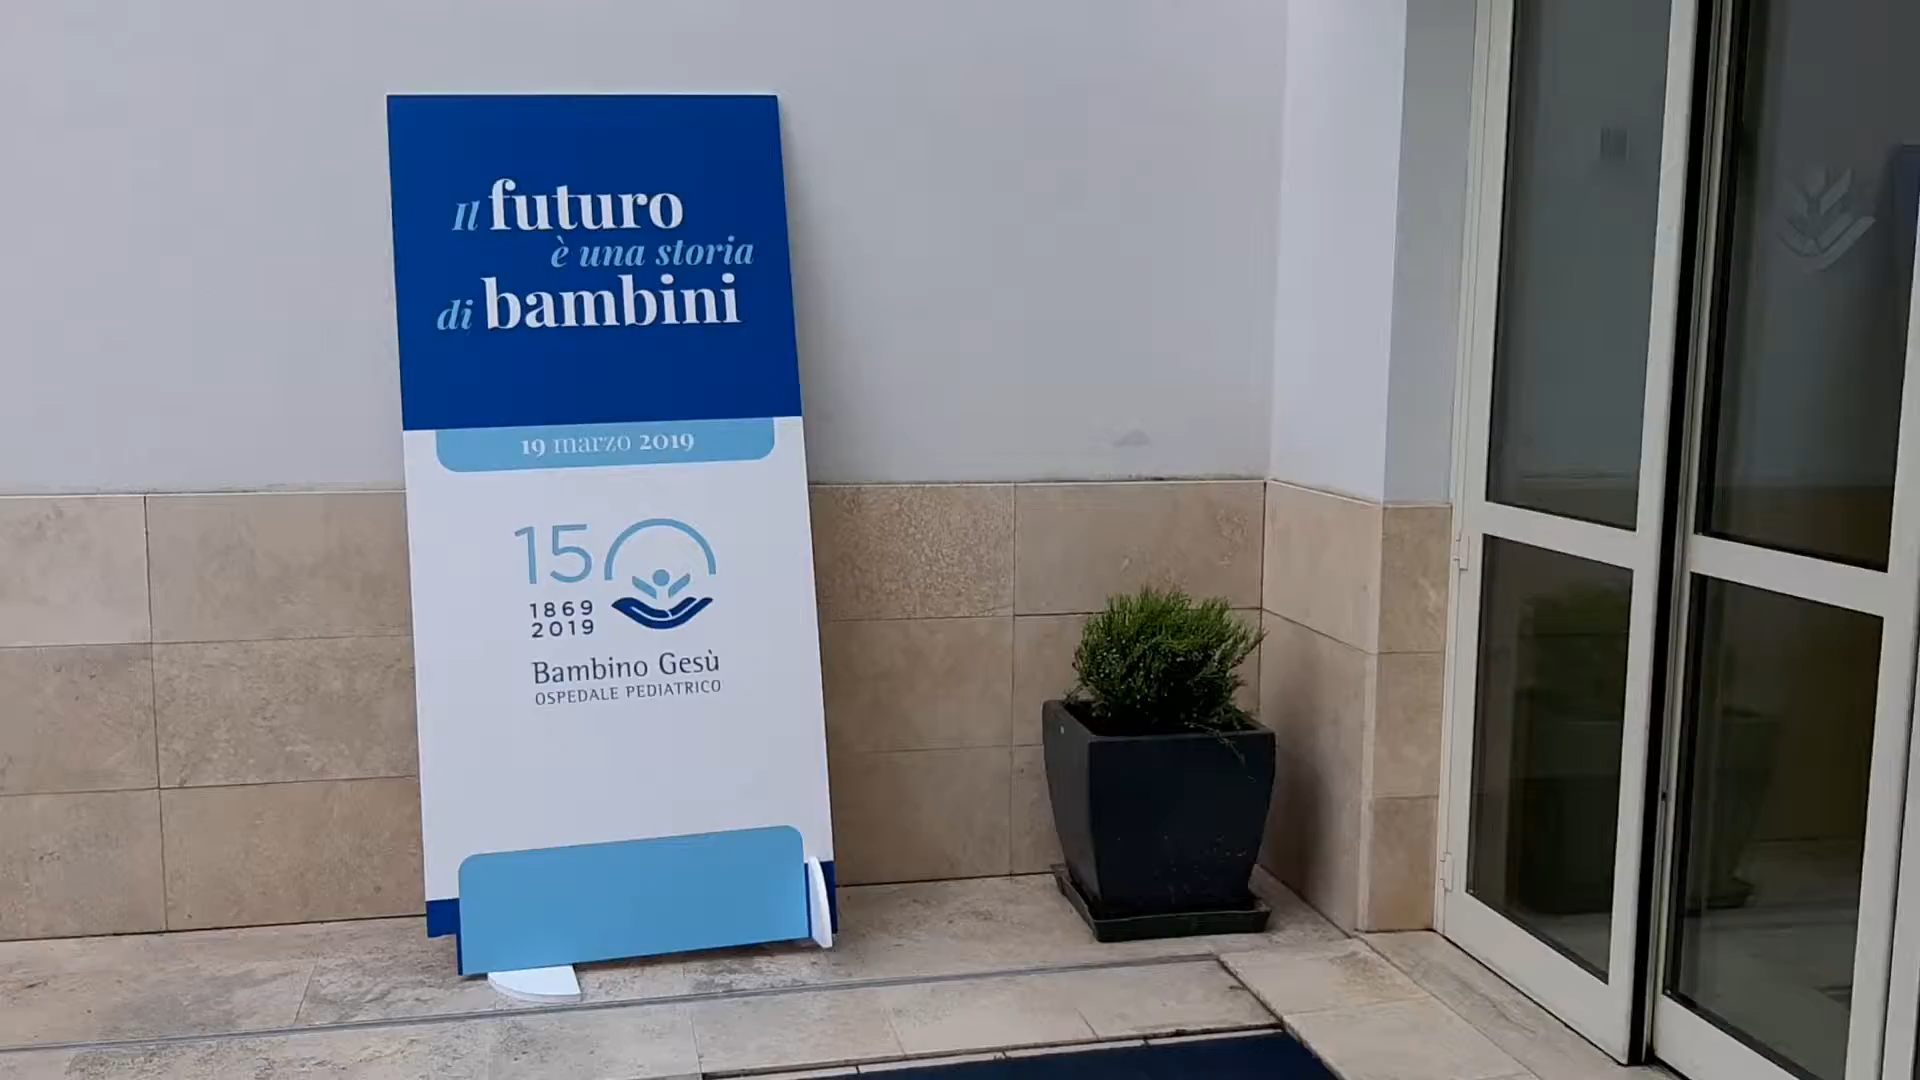 Il futuro
è una storia
di bambini
19 marzo 2019
150
1869
2019
Bambino Gesù
OSPEDALE PEDIATRICO